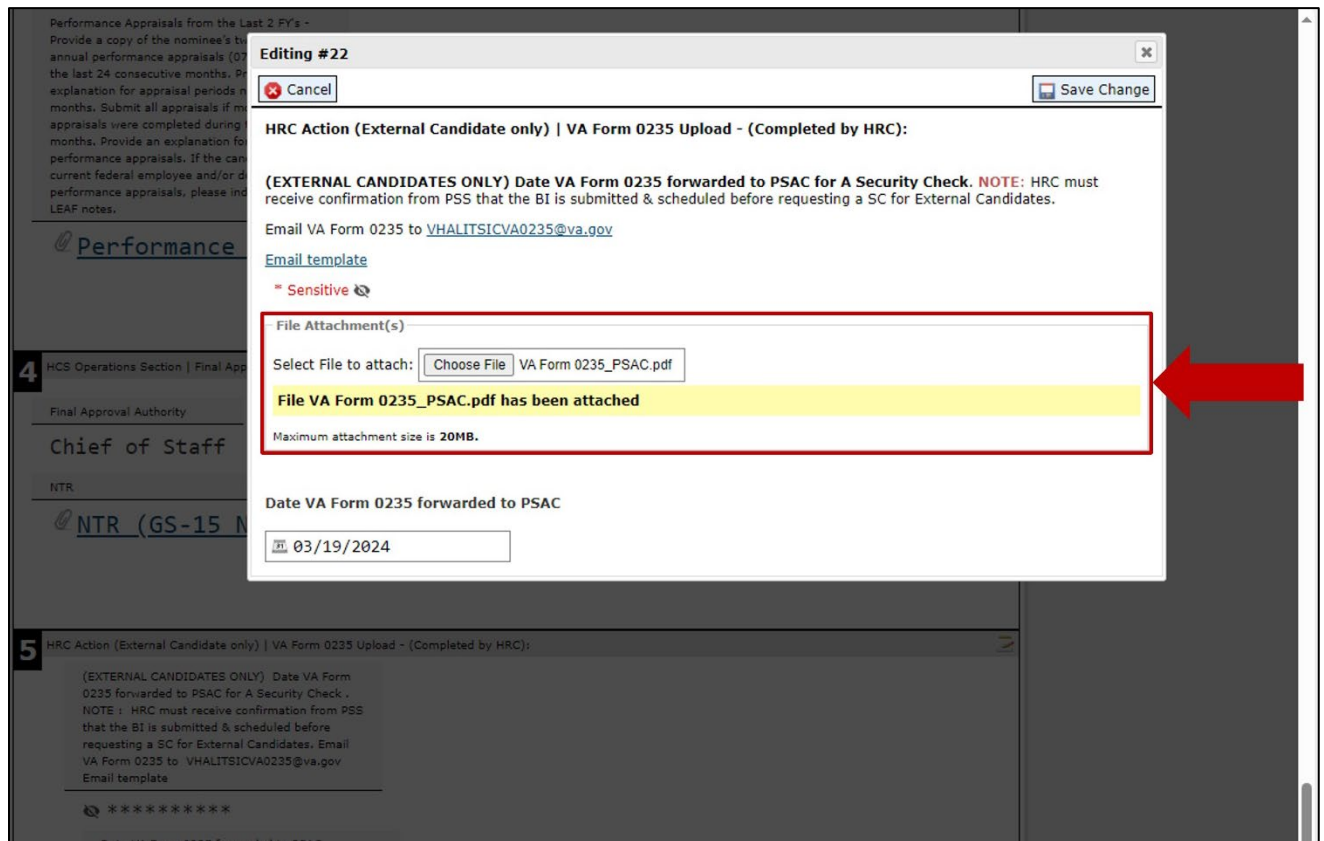 Performance Appraisals from the Last 2 FY's -
Provide a copy of the nominee's tw
annual performance appraisals (07
the last 24 consecutive months. Pr
explanation for appraisal periods n
months. Submit all appraisals if mo
appraisals were completed during t
months. Provide an explanation fo
performance appraisals. If the can
current federal employee and/or d
performance appraisals, please ind
LEAF notes.
Performance
4
HCS Operations Section | Final App
Final Approval Authority
Chief of Staff
NTR
NTR (GS-15 N
Editing #22
Cancel
Save Change
HRC Action (External Candidate only) | VA Form 0235 Upload - (Completed by HRC):
(EXTERNAL CANDIDATES ONLY) Date VA Form 0235 forwarded to PSAC for A Security Check. NOTE: HRC must
receive confirmation from PSS that the BI is submitted & scheduled before requesting a SC for External Candidates.
Email VA Form 0235 to VHALITSICVA0235@va.gov
Email template
* Sensitive
File Attachment(s)
Select File to attach: Choose File VA Form 0235_PSAC.pdf
File VA Form 0235_PSAC.pdf has been attached
Maximum attachment size is 20MB.
Date VA Form 0235 forwarded to PSAC
03/19/2024
5
HRC Action (External Candidate only) | VA Form 0235 Upload - (Completed by HRC):
(EXTERNAL CANDIDATES ONLY) Date VA Form
0235 forwarded to PSAC for A Security Check .
NOTE : HRC must receive confirmation from PSS
that the BI is submitted & scheduled before
requesting a SC for External Candidates. Email
VA Form 0235 to VHALITSICVA0235@va.gov
Email template
**********